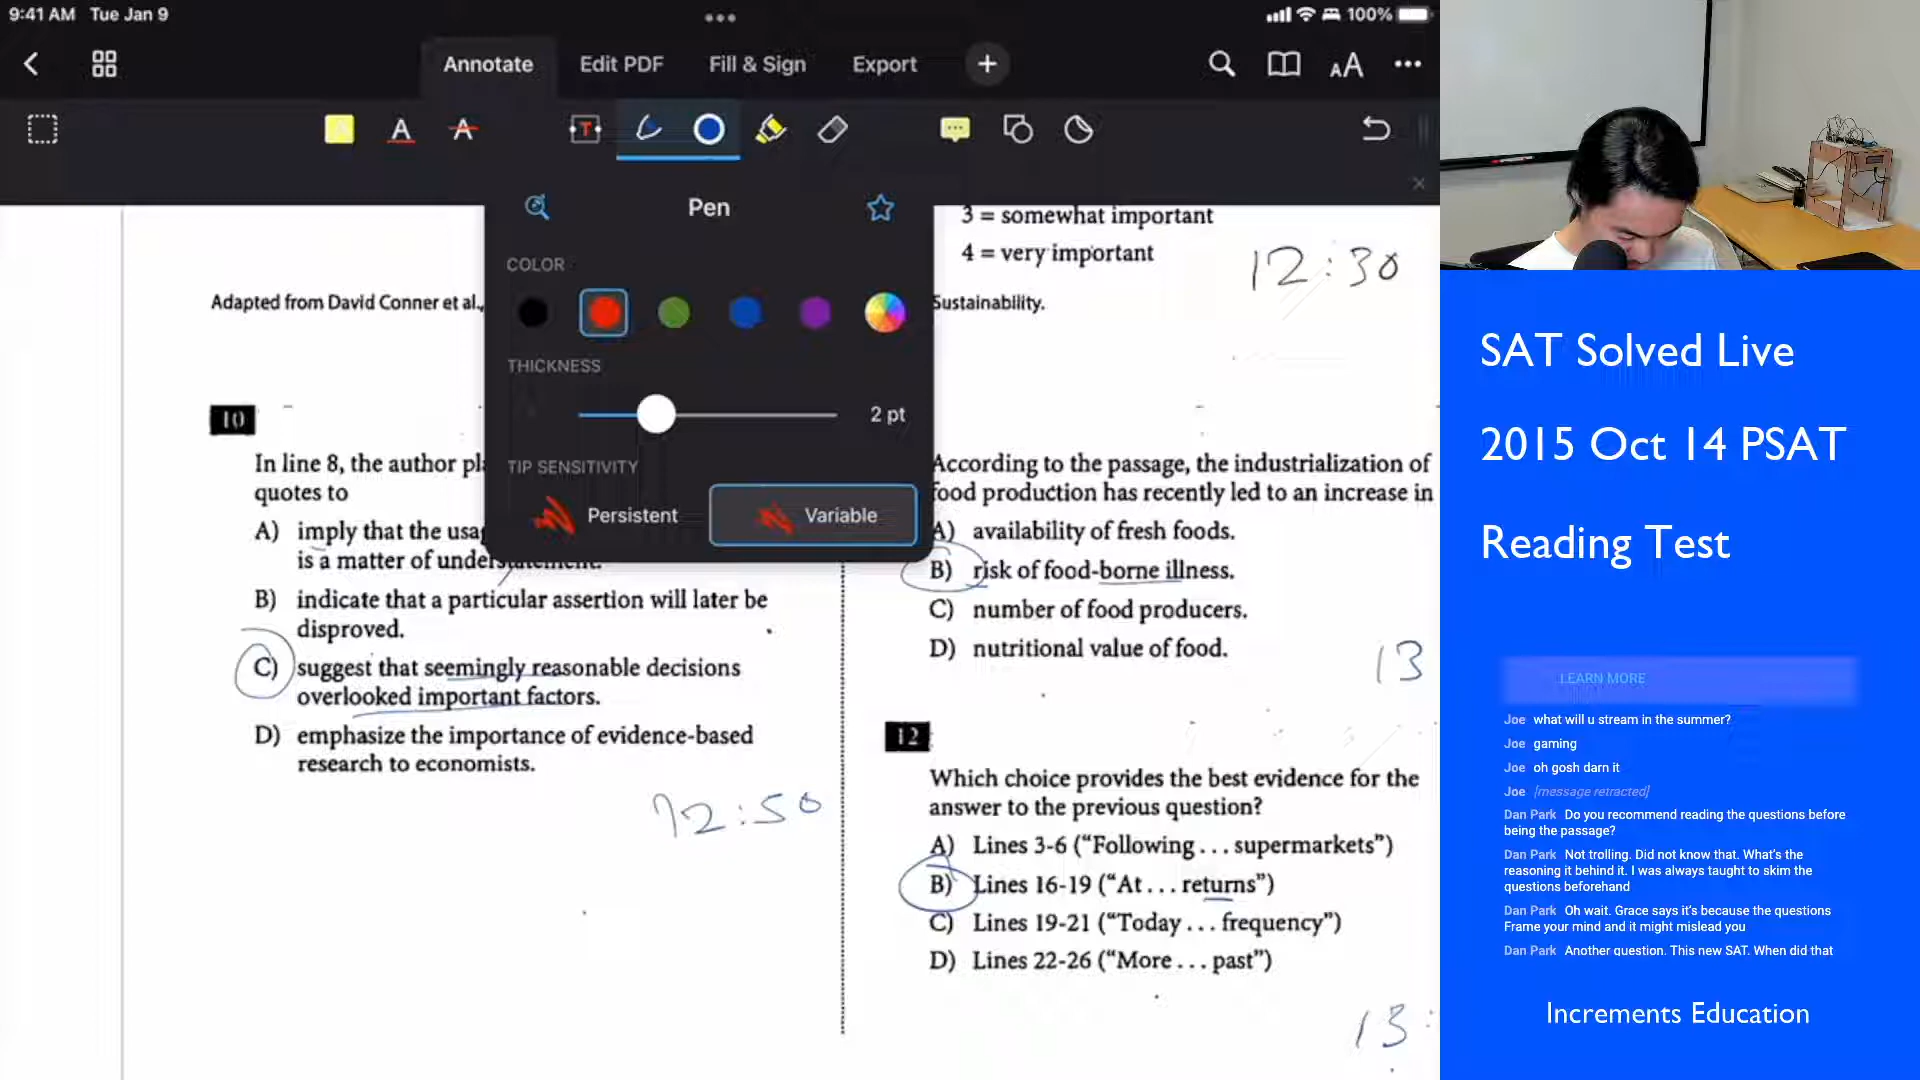 9:41 AM Tue Jan 9
100%
Annotate Edit PDF Fill & Sign Export
AA
Pen
COLOR
THICKNESS
2 pt
TIP SENSITIVITY
Persistent Variable
3 = somewhat important
4 = very important
12:30
Adapted from David Conner et al.,
Sustainability.
10
In line 8, the author
quotes to
A) imply that the
is a matter of understatement.
B) indicate that a particular assertion will later be
disproved.
C) suggest that seemingly reasonable decisions
overlooked important factors.
D) emphasize the importance of evidence-based
research to economists.
12:50
According to the passage, the industrialization of
food production has recently led to an increase in
A) availability of fresh foods.
B) risk of food-borne illness.
C) number of food producers.
D) nutritional value of food.
13
12
Which choice provides the best evidence for the
answer to the previous question?
A) Lines 3-6 (“Following . . . supermarkets”)
B) Lines 16-19 (“At . . . returns”)
C) Lines 19-21 (“Today . . . frequency”)
D) Lines 22-26 (“More . . . past”)
13:
SAT Solved Live
2015 Oct 14 PSAT
Reading Test
LEARN MORE
Joe what will u stream in the summer?
Joe gaming
Joe oh gosh darn it
Joe [message retracted]
Dan Park Do you recommend reading the questions before
being the passage?
Dan Park Not trolling. Did not know that. What’s the
reasoning it behind it. I was always taught to skim the
questions beforehand
Dan Park Oh wait. Grace says it’s because the questions
Frame your mind and it might mislead you
Dan Park Another question. This new SAT. When did that
Increments Education